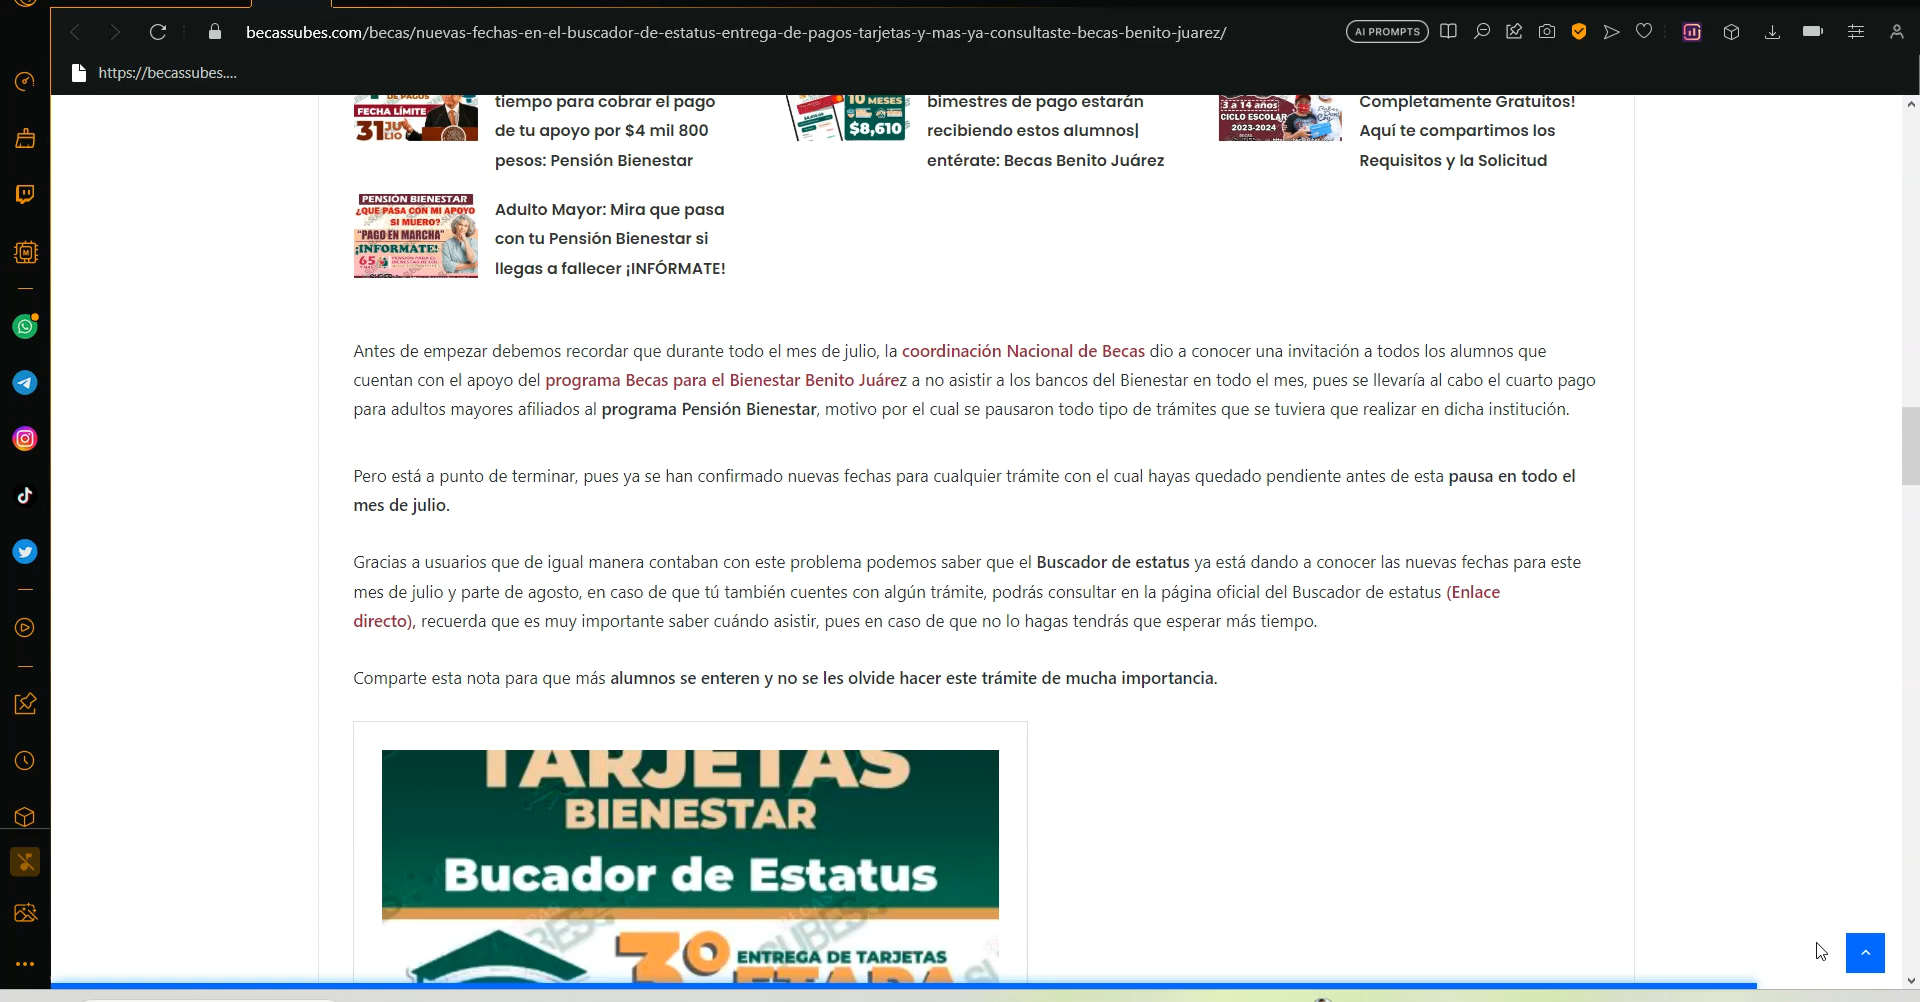 becassubes.com/becas/nuevas-fechas-en-el-buscador-de-estatus-entrega-de-pagos-tarjetas-y-mas-ya-consultaste-becas-benito-juarez/
AI PROMPTS
https://becassubes....
DE PAGOS
FECHA LÍMITE
31 JULIO
tiempo para cobrar el pago
de tu apoyo por $4 mil 800
pesos: Pensión Bienestar
10 MESES
$8,610
bimestres de pago estarán
recibiendo estos alumnos|
entérate: Becas Benito Juárez
3 a 14 años
CICLO ESCOLAR
2023-2024
Completamente Gratuitos!
Aquí te compartimos los
Requisitos y la Solicitud
PENSIÓN BIENESTAR
¿QUE PASA CON MI APOYO
SI MUERO?
"PAGO EN MARCHA"
¡INFORMATE!
65
Adulto Mayor: Mira que pasa
con tu Pensión Bienestar si
llegas a fallecer ¡INFÓRMATE!
Antes de empezar debemos recordar que durante todo el mes de julio, la coordinación Nacional de Becas dio a conocer una invitación a todos los alumnos que
cuentan con el apoyo del programa Becas para el Bienestar Benito Juárez a no asistir a los bancos del Bienestar en todo el mes, pues se llevaría al cabo el cuarto pago
para adultos mayores afiliados al programa Pensión Bienestar, motivo por el cual se pausaron todo tipo de trámites que se tuviera que realizar en dicha institución.
Pero está a punto de terminar, pues ya se han confirmado nuevas fechas para cualquier trámite con el cual hayas quedado pendiente antes de esta pausa en todo el
mes de julio.
Gracias a usuarios que de igual manera contaban con este problema podemos saber que el Buscador de estatus ya está dando a conocer las nuevas fechas para este
mes de julio y parte de agosto, en caso de que tú también cuentes con algún trámite, podrás consultar en la página oficial del Buscador de estatus (Enlace
directo), recuerda que es muy importante saber cuándo asistir, pues en caso de que no lo hagas tendrás que esperar más tiempo.
Comparte esta nota para que más alumnos se enteren y no se les olvide hacer este trámite de mucha importancia.
TARJETAS
BIENESTAR
Bucador de Estatus
3º ENTREGA DE TARJETAS
ETAPA